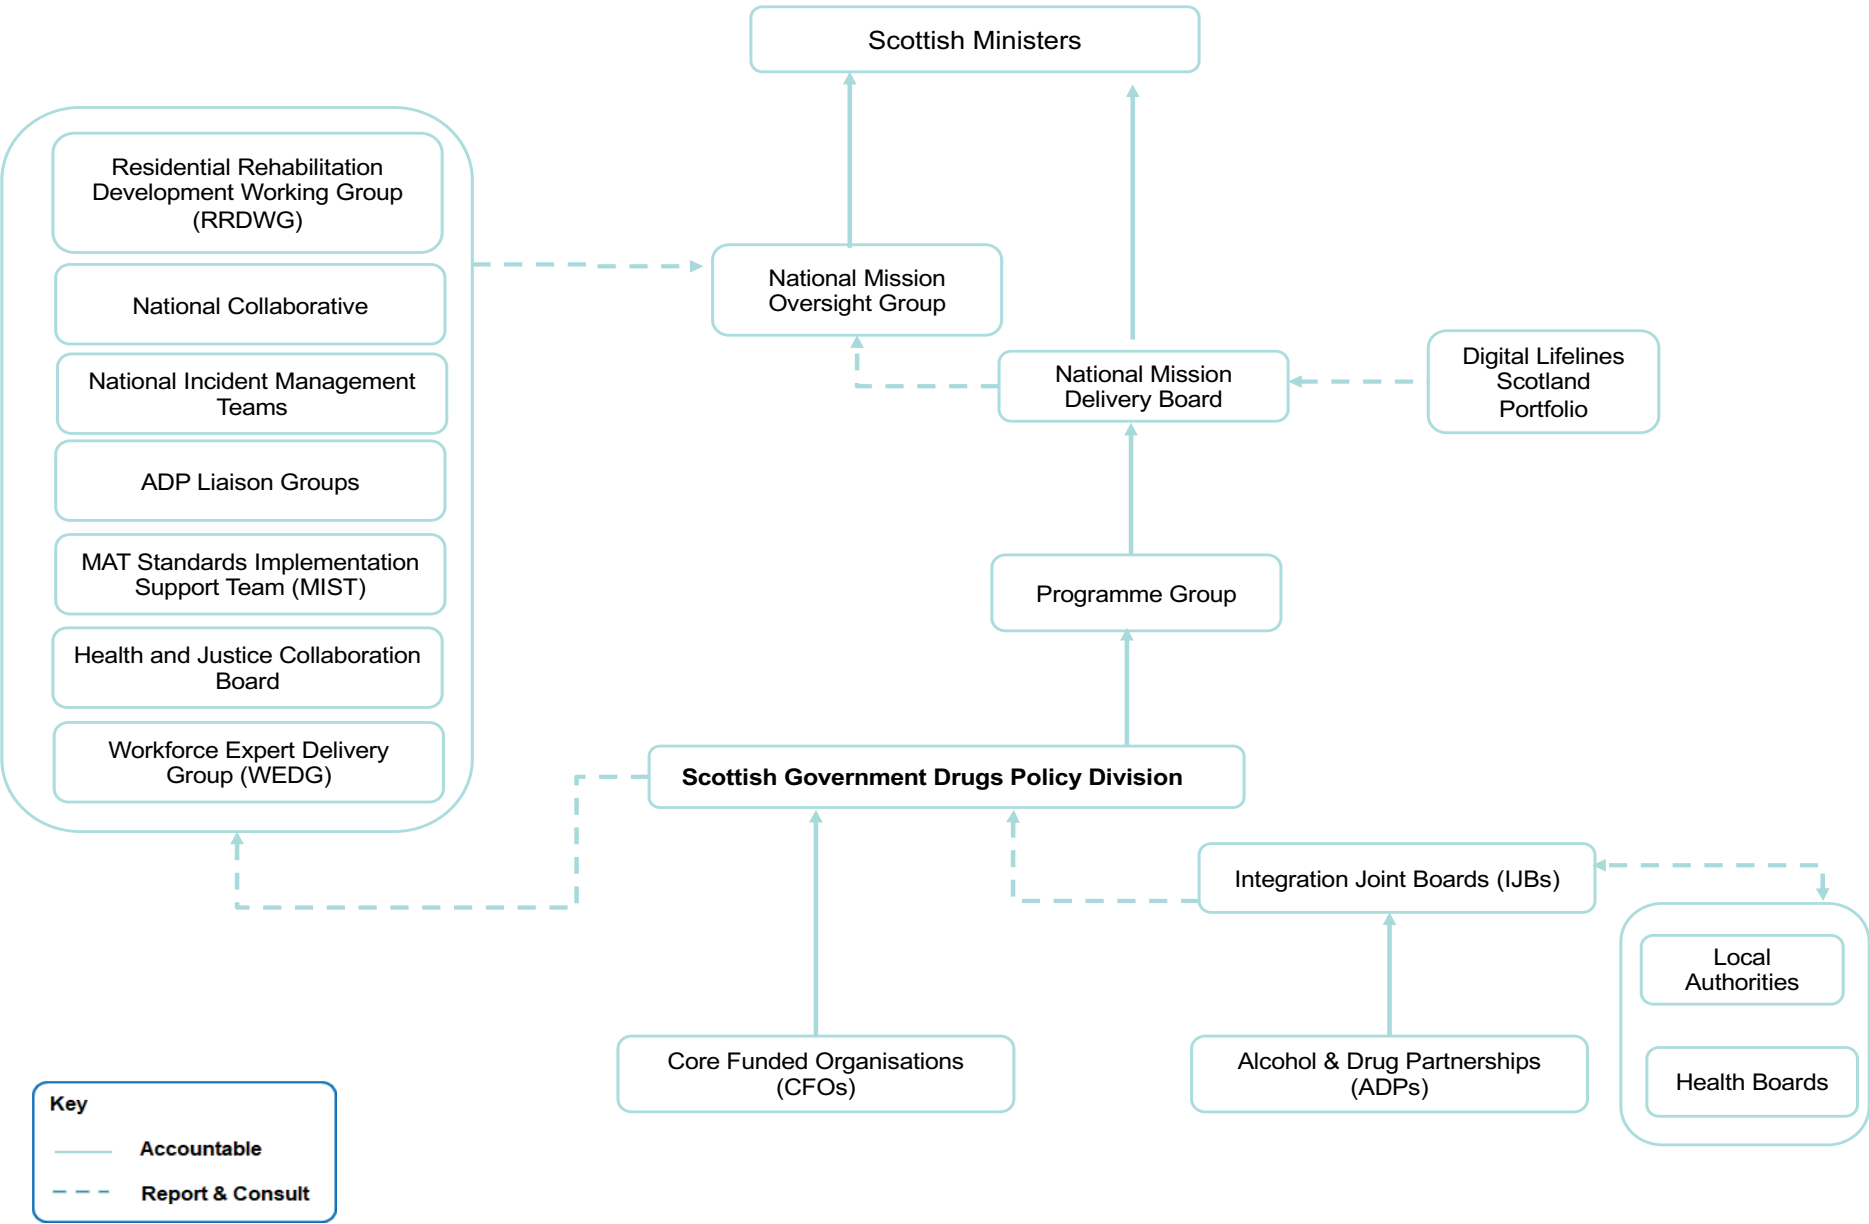 Scottish Ministers
Residential Rehabilitation
Development Working Group
(RRDWG)
National Collaborative
National Incident Management
Teams
ADP Liaison Groups
MAT Standards Implementation
Support Team (MIST)
Health and Justice Collaboration
Board
Workforce Expert Delivery
Group (WEDG)
National Mission
Oversight Group
National Mission
Delivery Board
Digital Lifelines
Scotland
Portfolio
Programme Group
Scottish Government Drugs Policy Division
Integration Joint Boards (IJBs)
Local
Authorities
Health Boards
Core Funded Organisations
(CFOs)
Alcohol & Drug Partnerships
(ADPs)
Key
Accountable
Report & Consult